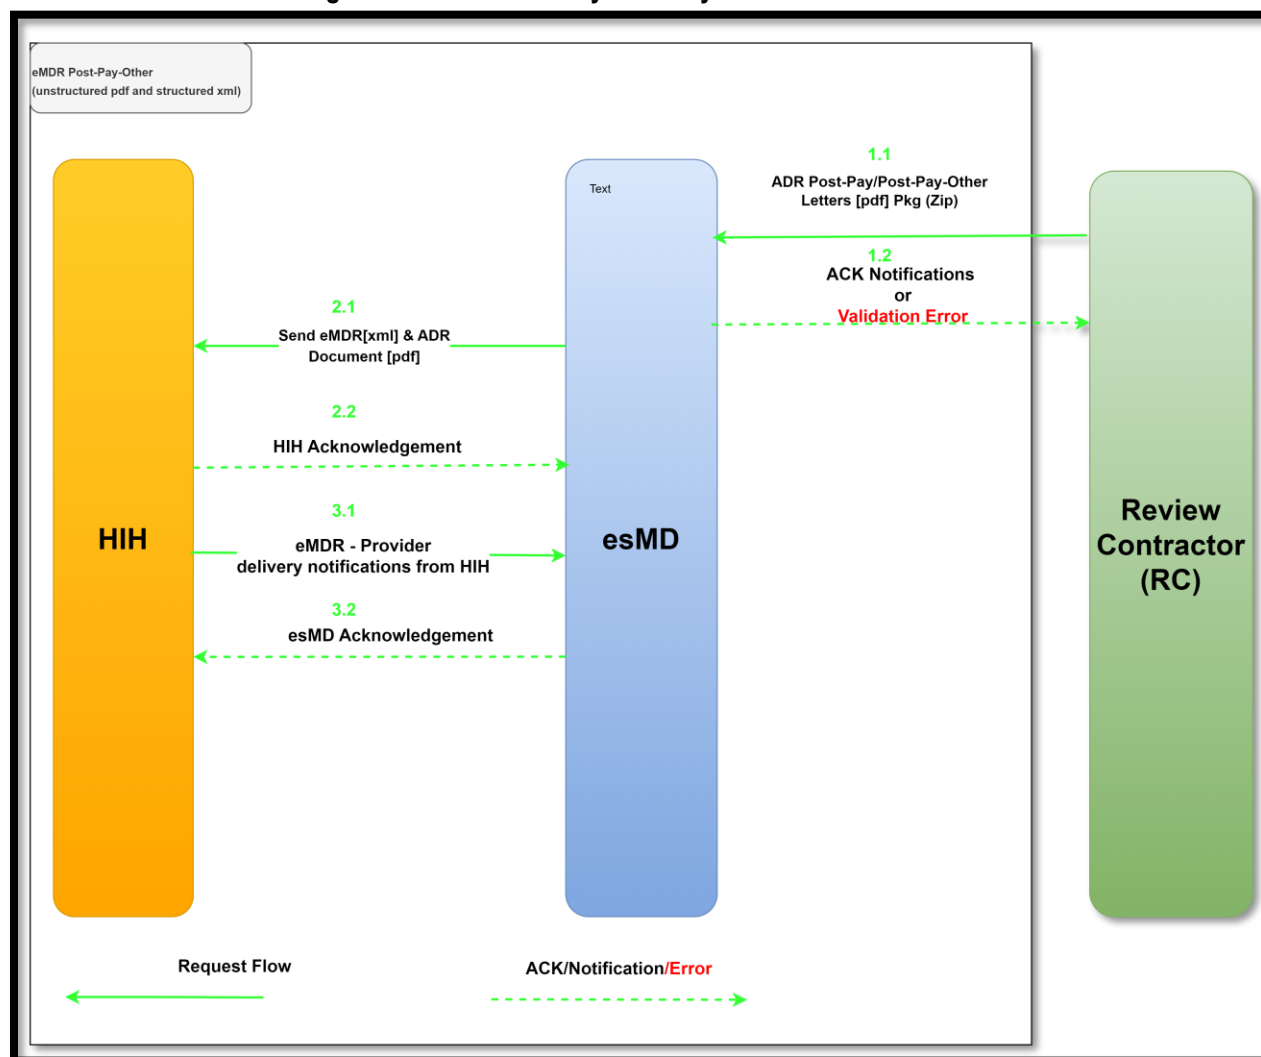 eMDR Post-Pay-Other
(unstructured pdf and structured xml)
Text
1.1
ADR Post-Pay/Post-Pay-Other
Letters [pdf] Pkg (Zip)
1.2
ACK Notifications
or
Validation Error
2.1
Send eMDR[xml] & ADR
Document [pdf]
2.2
HIH Acknowledgement
3.1
eMDR - Provider
delivery notifications from HIH
3.2
esMD Acknowledgement
HIH
esMD
Review
Contractor
(RC)
Request Flow
ACK/Notification/Error